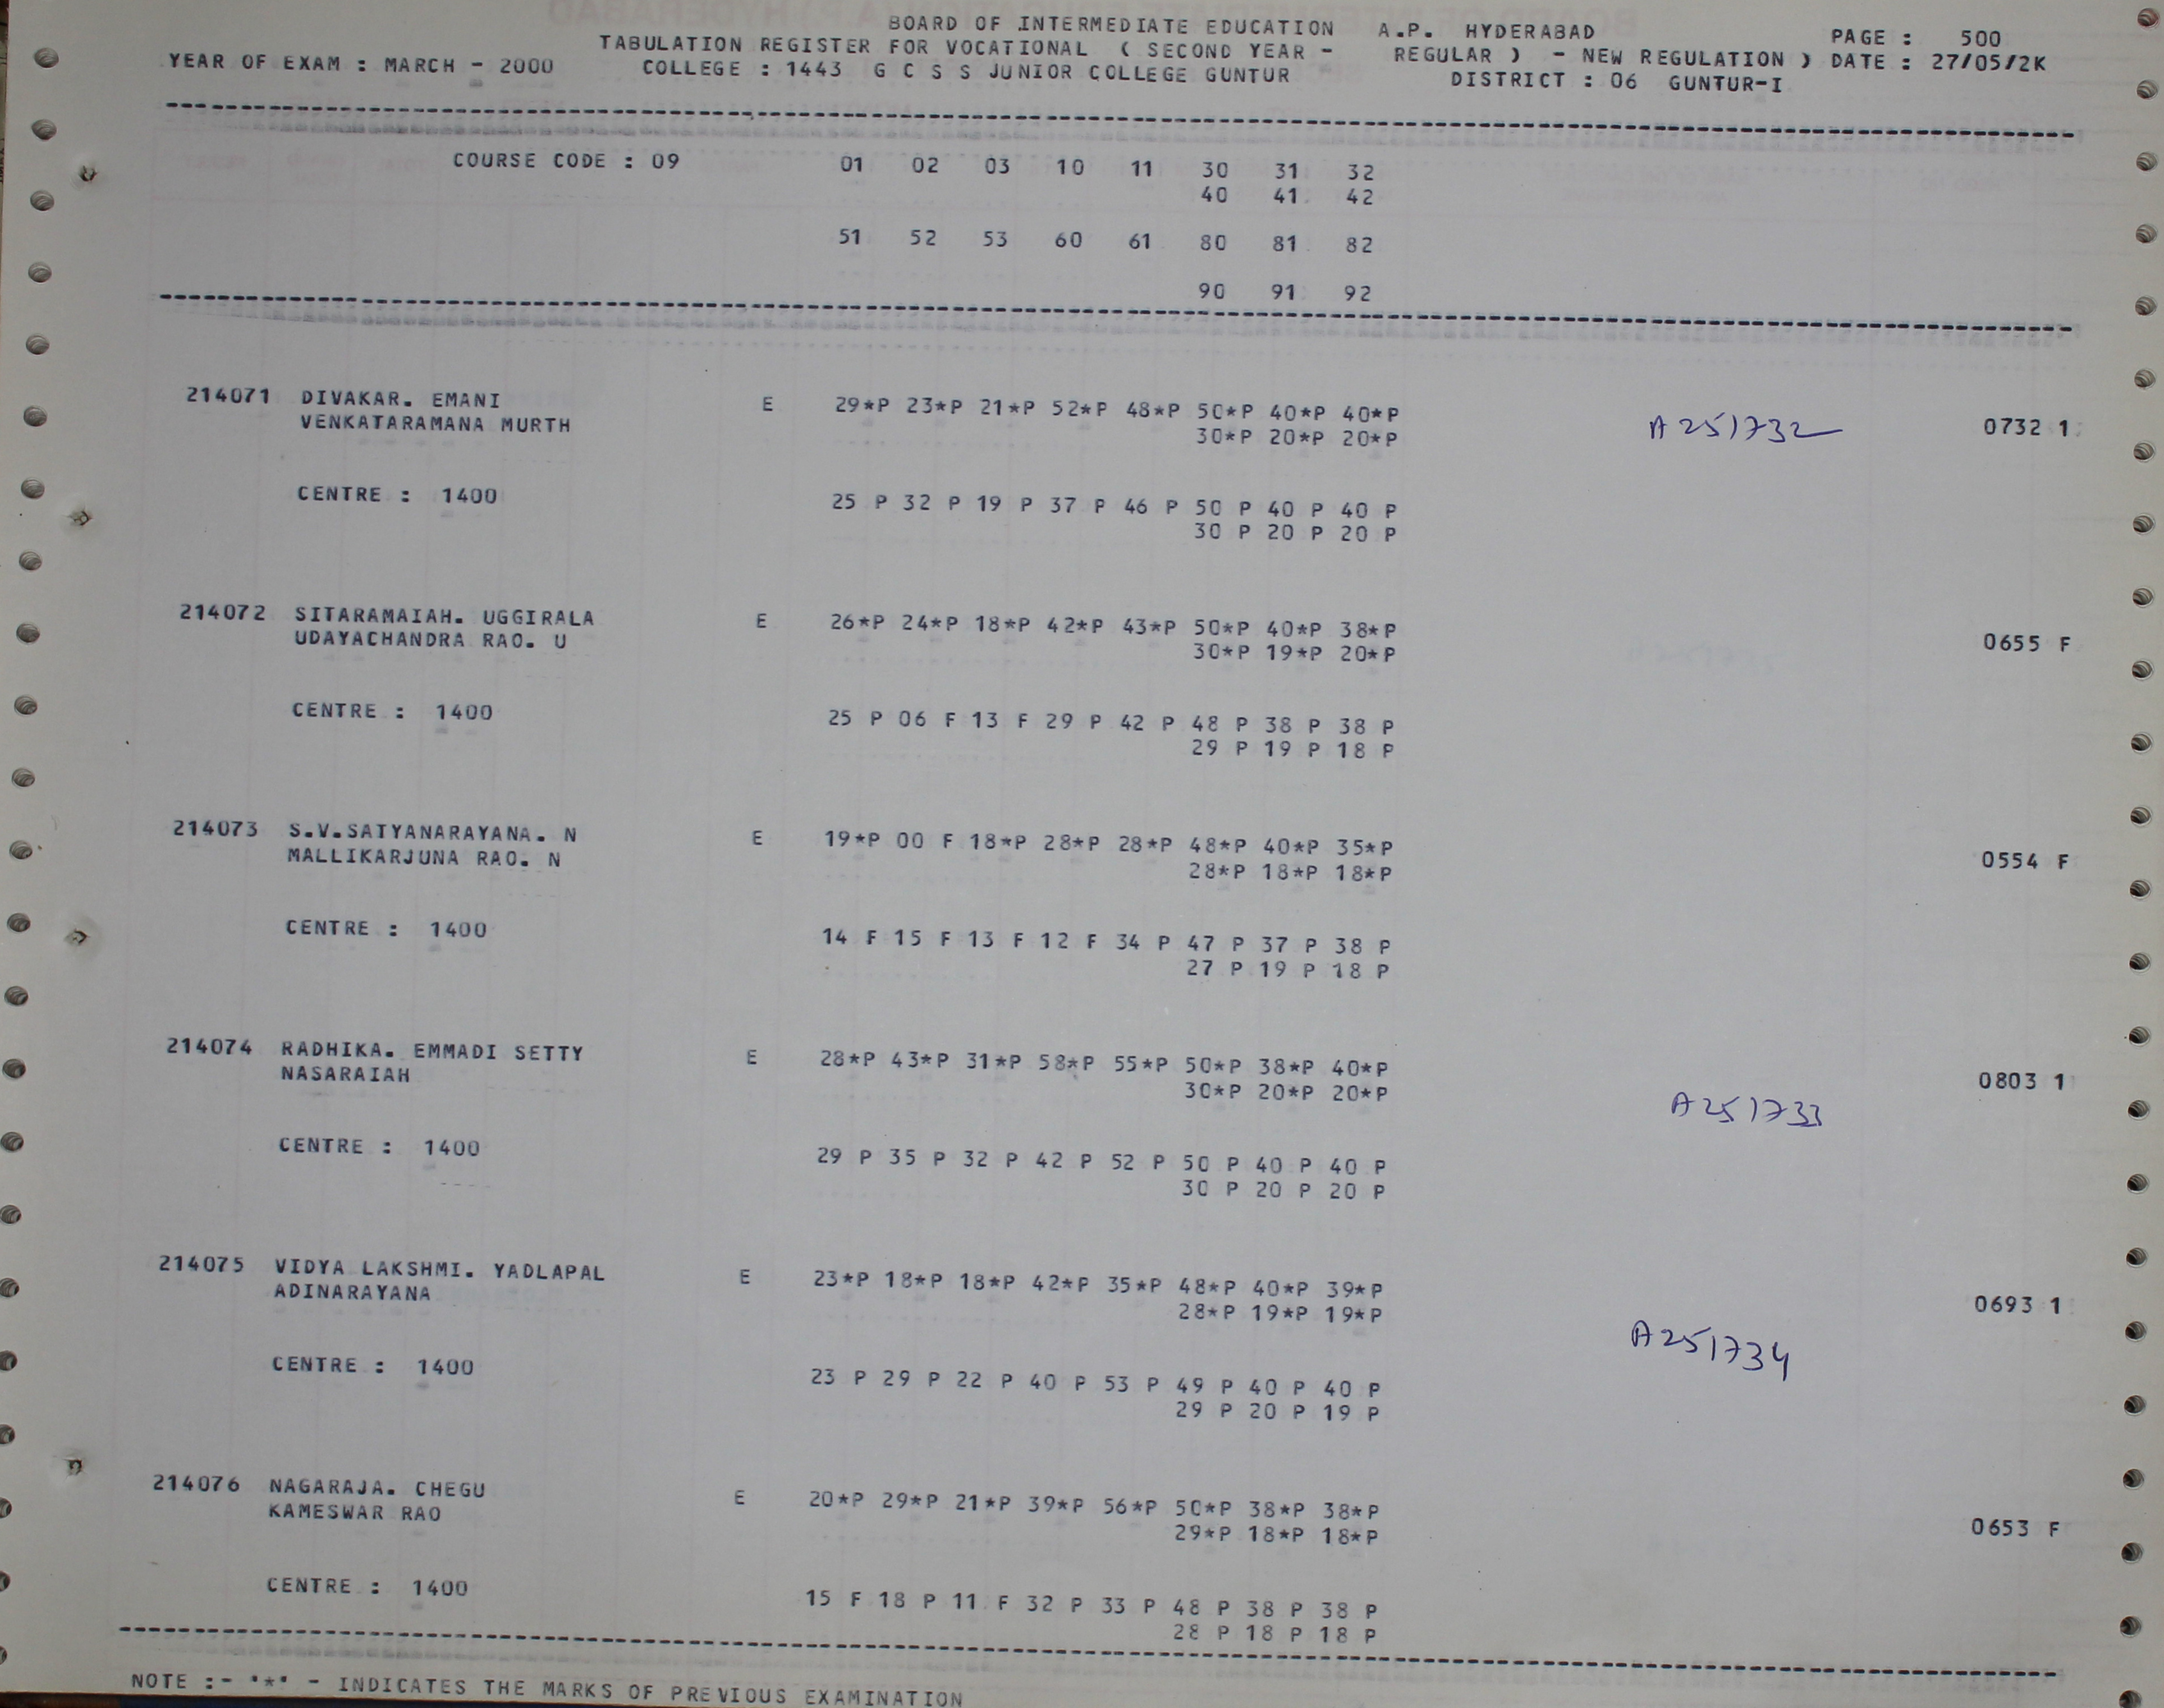 BOARD OF INTERMEDIATE EDUCATION A.P. HYDERABAD
TABULATION REGISTER FOR VOCATIONAL ( SECOND YEAR - REGULAR ) - NEW REGULATION ) PAGE : 500
YEAR OF EXAM : MARCH - 2000 COLLEGE : 1443 G C S S JUNIOR COLLEGE GUNTUR DISTRICT : 06 GUNTUR-I DATE : 27/05/2K
COURSE CODE : 09 01 02 03 10 11 30 31 32
40 41 42
51 52 53 60 61 80 81 82
90 91 92
214071 DIVAKAR. EMANI E 29*P 23*P 21*P 52*P 48*P 50*P 40*P 40*P
VENKATARAMANA MURTH 30*P 20*P 20*P A251732 0732 1
CENTRE : 1400 25 P 32 P 19 P 37 P 46 P 50 P 40 P 40 P
30 P 20 P 20 P
214072 SITARAMAIAH. UGGIRALA E 26*P 24*P 18*P 42*P 43*P 50*P 40*P 38*P
UDAYACHANDRA RAO. U 30*P 19*P 20*P 0655 F
CENTRE : 1400 25 P 06 F 13 F 29 P 42 P 48 P 38 P 38 P
29 P 19 P 18 P
214073 S.V.SATYANARAYANA. N E 19*P 00 F 18*P 28*P 28*P 48*P 40*P 35*P
MALLIKARJUNA RAO. N 28*P 18*P 18*P 0554 F
CENTRE : 1400 14 F 15 F 13 F 12 F 34 P 47 P 37 P 38 P
27 P 19 P 18 P
214074 RADHIKA. EMMADI SETTY E 28*P 43*P 31*P 58*P 55*P 50*P 38*P 40*P
NASARAIAH 30*P 20*P 20*P A251733 0803 1
CENTRE : 1400 29 P 35 P 32 P 42 P 52 P 50 P 40 P 40 P
30 P 20 P 20 P
214075 VIDYA LAKSHMI. YADLAPAL E 23*P 18*P 18*P 42*P 35*P 48*P 40*P 39*P
ADINARAYANA 28*P 19*P 19*P A251734 0693 1
CENTRE : 1400 23 P 29 P 22 P 40 P 53 P 49 P 40 P 40 P
29 P 20 P 19 P
214076 NAGARAJA. CHEGU E 20*P 29*P 21*P 39*P 56*P 50*P 38*P 38*P
KAMESWAR RAO 29*P 18*P 18*P 0653 F
CENTRE : 1400 15 F 18 P 11 F 32 P 33 P 48 P 38 P 38 P
28 P 18 P 18 P
NOTE :- '*' - INDICATES THE MARKS OF PREVIOUS EXAMINATION